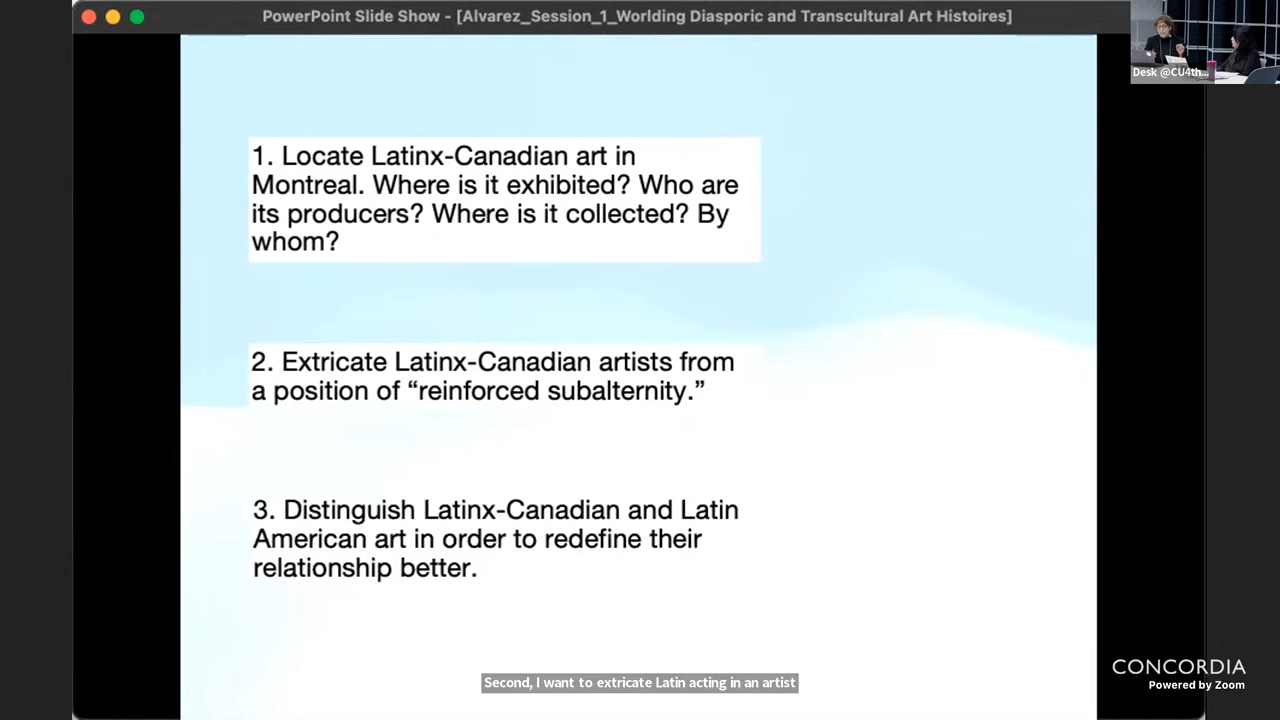 PowerPoint Slide Show - [Alvarez_Session_1_Worlding Diasporic and Transcultural Art Histoires]
Desk @CU4th...
1. Locate Latinx-Canadian art in
Montreal. Where is it exhibited? Who are
its producers? Where is it collected? By
whom?
2. Extricate Latinx-Canadian artists from
a position of “reinforced subalternity.”
3. Distinguish Latinx-Canadian and Latin
American art in order to redefine their
relationship better.
CONCORDIA
Powered by Zoom
Second, I want to extricate Latin acting in an artist